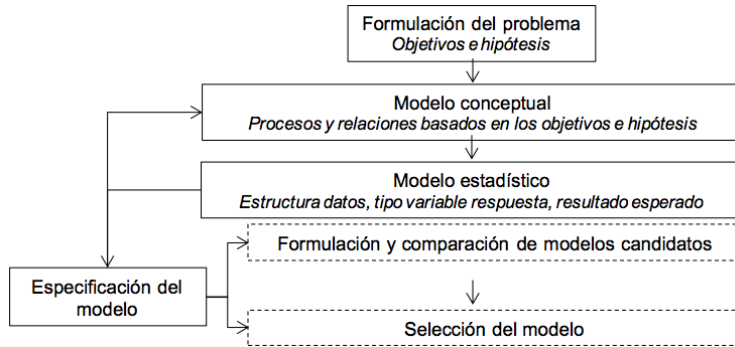 Formulación del problema
Objetivos e hipótesis
Modelo conceptual
Procesos y relaciones basados en los objetivos e hipótesis
Modelo estadístico
Estructura datos, tipo variable respuesta, resultado esperado
Formulación y comparación de modelos candidatos
Especificación del
modelo
Selección del modelo